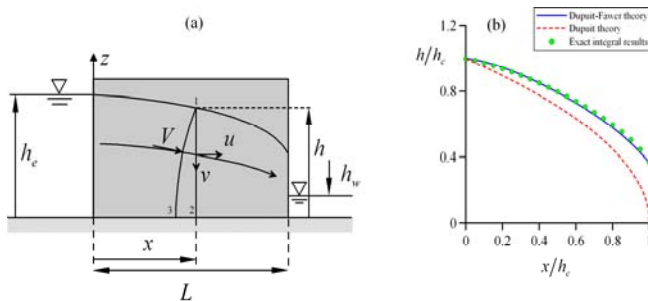 (a)
z
1
V
u
h_e
v
h
h_w
3
2
x
L
(b)
Dupuit-Fawer theory
Dupuit theory
Exact integral results
1.2
h/h_c
0.8
0.4
0
0
0.2
0.4
0.6
0.8
1
x/h_c